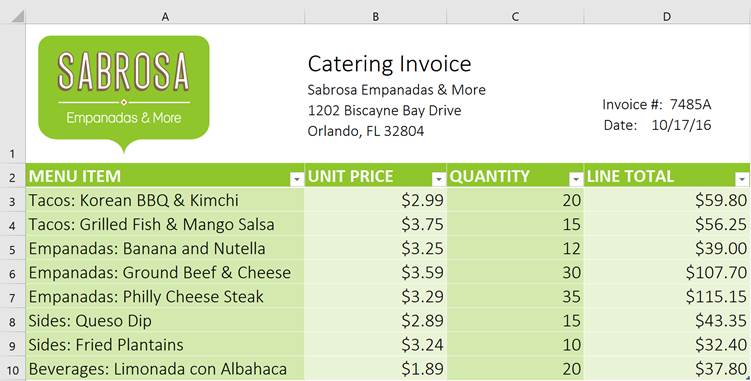 A B C D
SABROSA
Empanadas & More
Catering Invoice
Sabrosa Empanadas & More
1202 Biscayne Bay Drive
Orlando, FL 32804
Invoice #: 7485A
Date: 10/17/16
1
2 MENU ITEM UNIT PRICE QUANTITY LINE TOTAL
3 Tacos: Korean BBQ & Kimchi $2.99 20 $59.80
4 Tacos: Grilled Fish & Mango Salsa $3.75 15 $56.25
5 Empanadas: Banana and Nutella $3.25 12 $39.00
6 Empanadas: Ground Beef & Cheese $3.59 30 $107.70
7 Empanadas: Philly Cheese Steak $3.29 35 $115.15
8 Sides: Queso Dip $2.89 15 $43.35
9 Sides: Fried Plantains $3.24 10 $32.40
10 Beverages: Limonada con Albahaca $1.89 20 $37.80